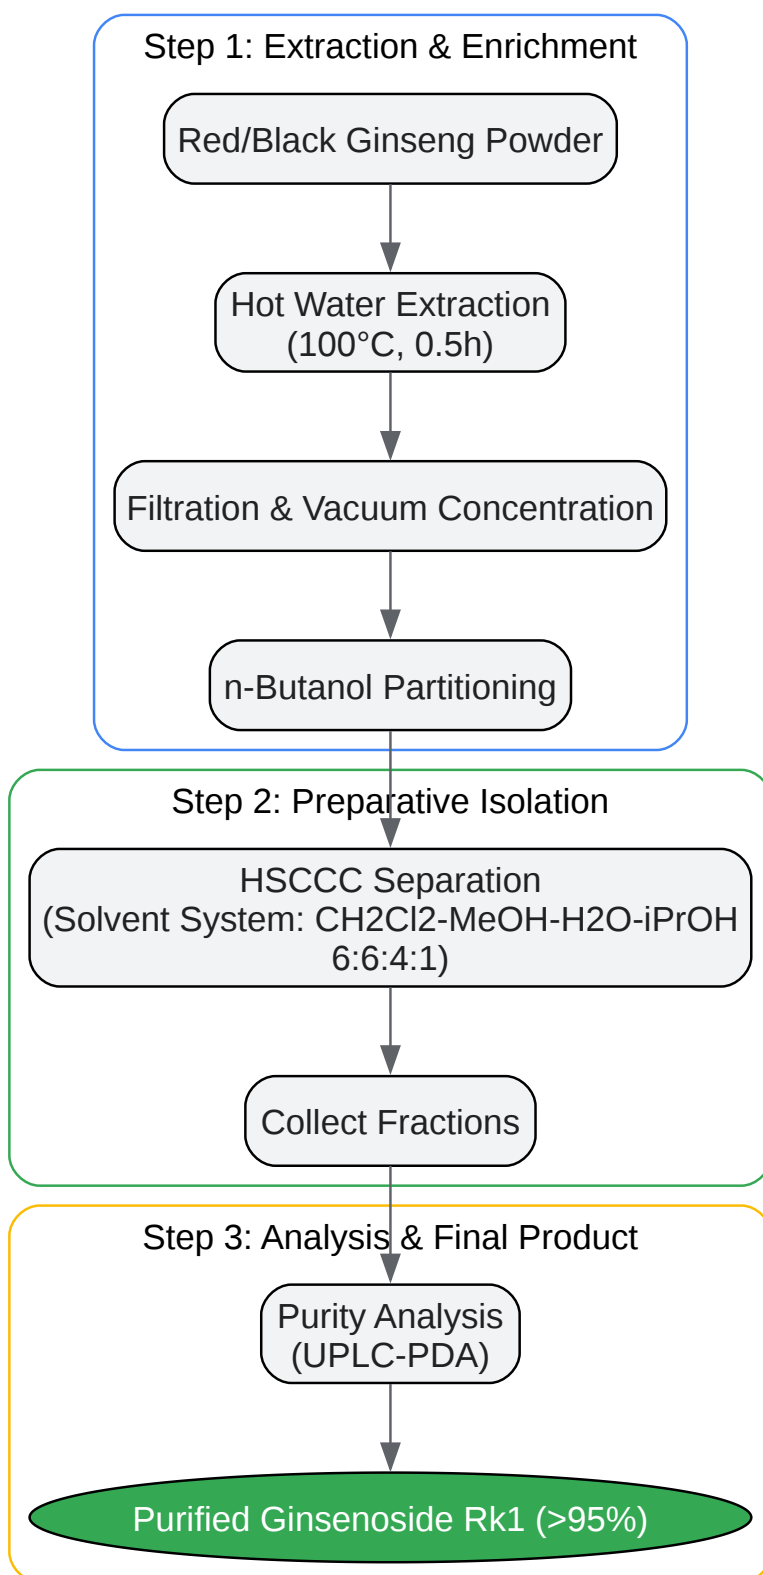 Step 1: Extraction & Enrichment
Red/Black Ginseng Powder
Hot Water Extraction
(100°C, 0.5h)
Filtration & Vacuum Concentration
n-Butanol Partitioning
Step 2: Preparative Isolation
HSCCC Separation
(Solvent System: CH2Cl2-MeOH-H2O-iPrOH
6:6:4:1)
Collect Fractions
Step 3: Analysis & Final Product
Purity Analysis
(UPLC-PDA)
Purified Ginsenoside Rk1 (>95%)